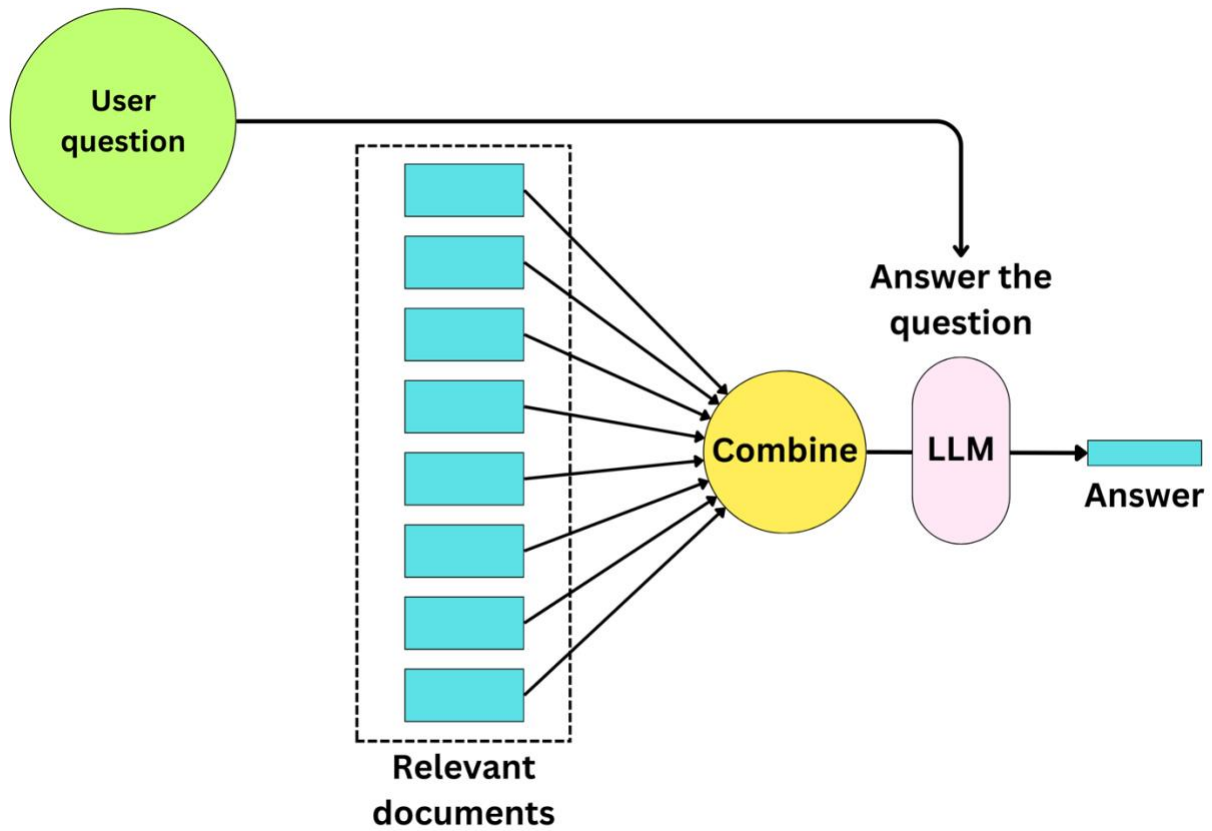 User
question
Answer the
question
Combine
LLM
Answer
Relevant
documents